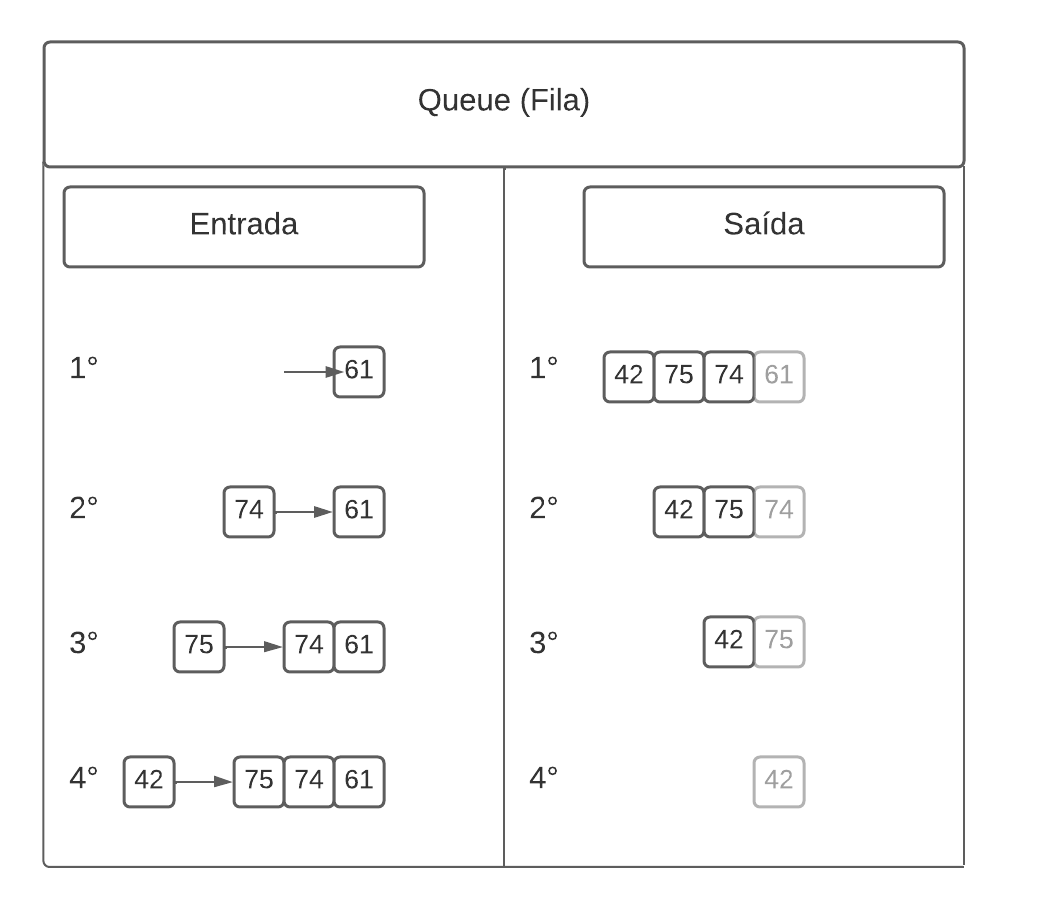 Queue (Fila)
Entrada
1° 61
2° 74 61
3° 75 74 61
4° 42 75 74 61
Saída
1° 42 75 74 61
2° 42 75 74
3° 42 75
4° 42